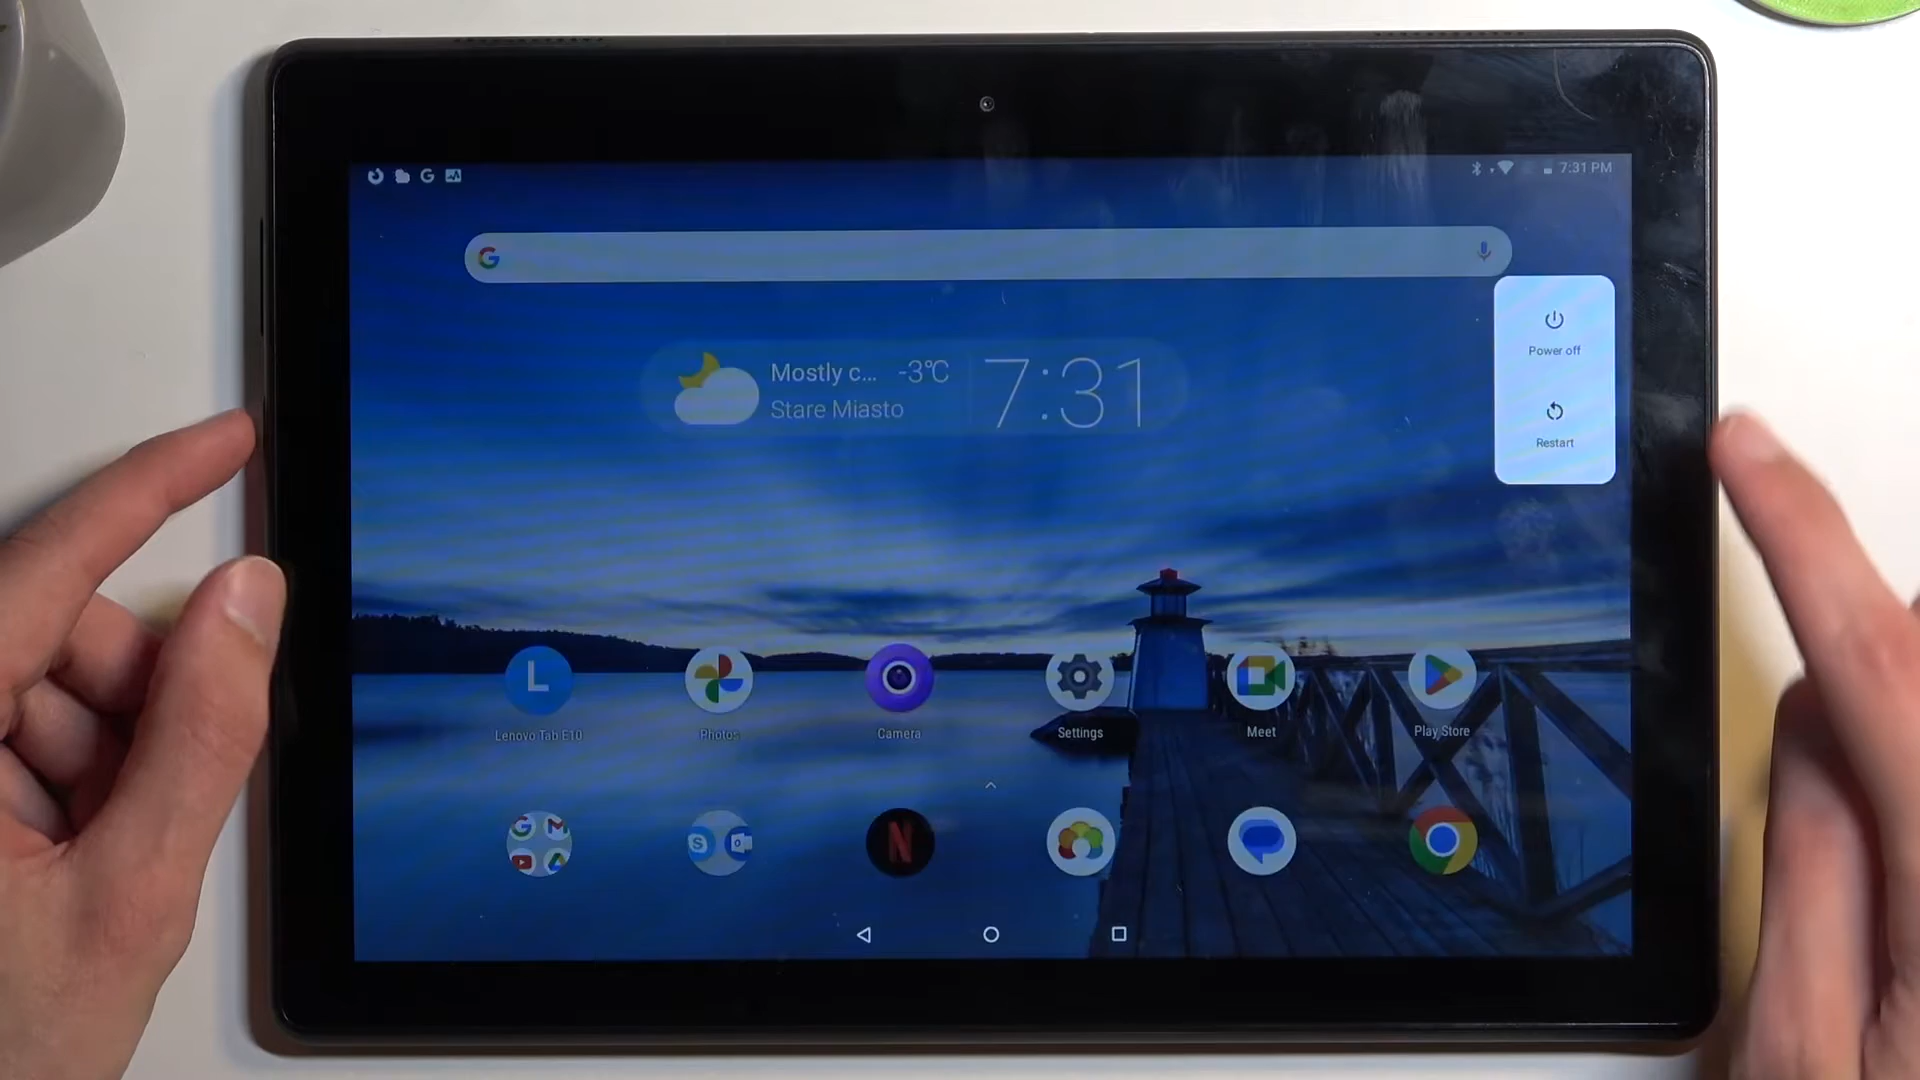 7:31 PM
Power off
Restart
Mostly c... -3°C
Stare Miasto
7:31
L
Lenovo Tab E10
Photos
Camera
Settings
Meet
Play Store
G
M
S
O
N